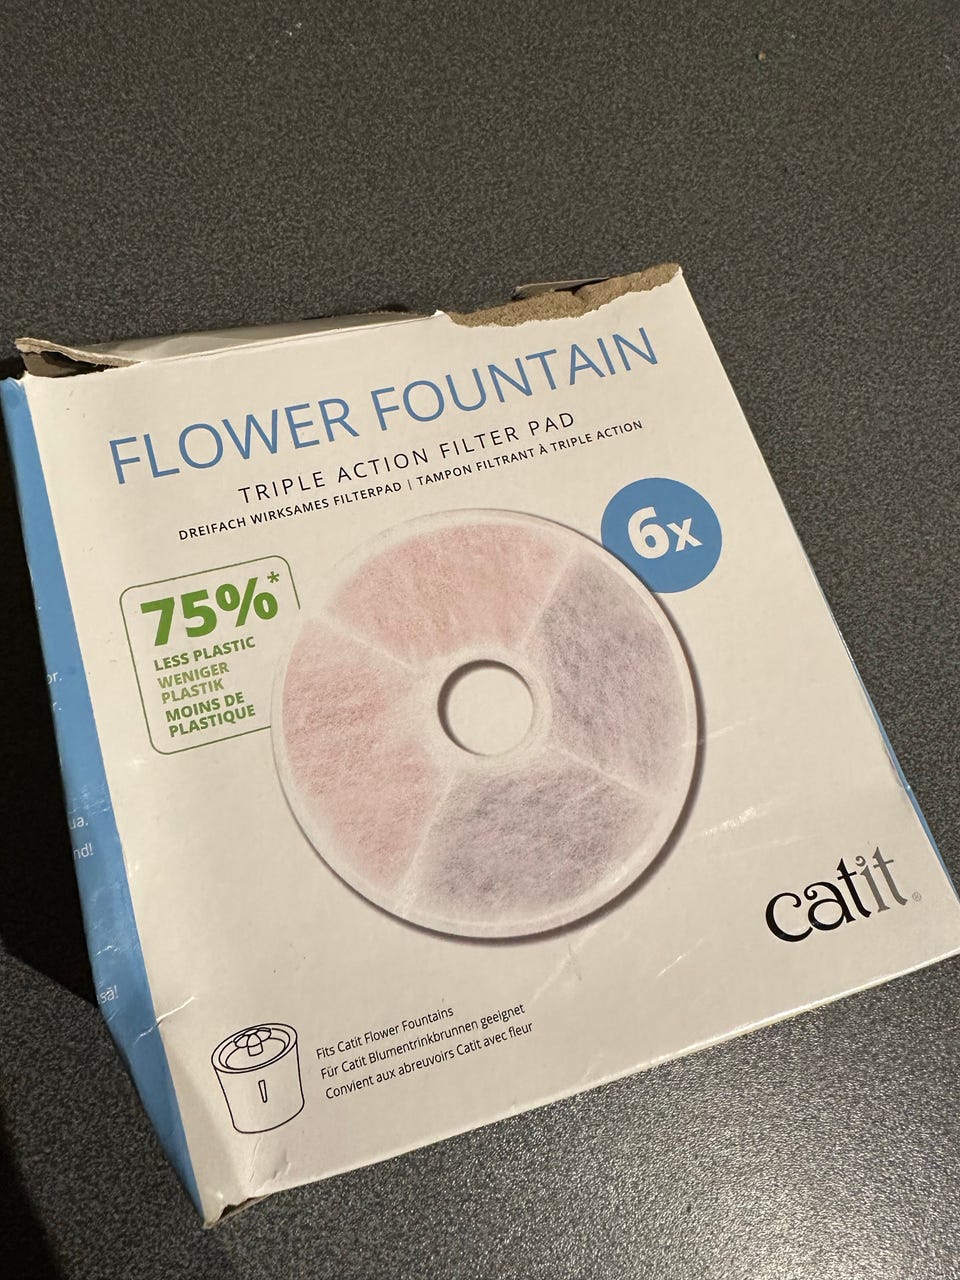 FLOWER FOUNTAIN
TRIPLE ACTION FILTER PAD
DREIFACH WIRKSAMES FILTERPAD | TAMPON FILTRANT À TRIPLE ACTION
6x
75%*
LESS PLASTIC
WENIGER
PLASTIK
MOINS DE
PLASTIQUE
catit®
Fits Catit Flower Fountains
Für Catit Blumentrinkbrunnen geeignet
Convient aux abreuvoirs Catit avec fleur